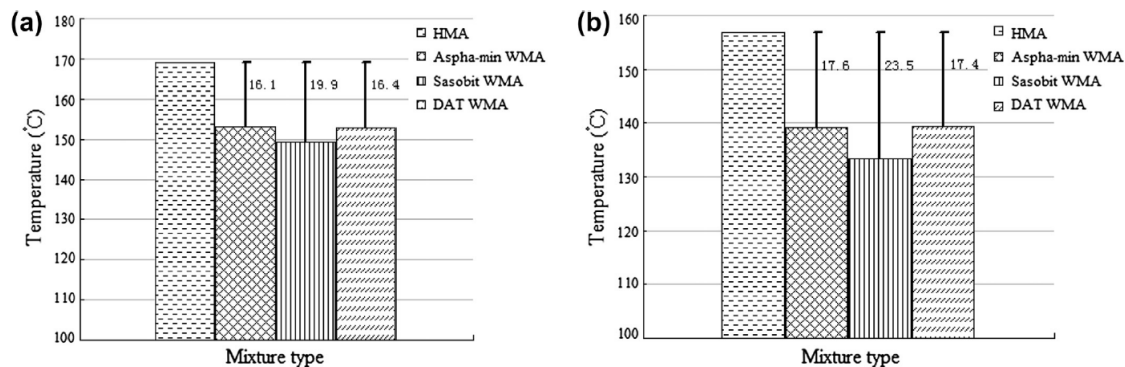 (a)
180
170
160
150
140
130
120
110
100
Temperature (°C)
HMA
Aspha-min WMA
Sasobit WMA
DAT WMA
16.1
19.9
16.4
Mixture type
(b)
160
150
140
130
120
110
100
Temperature (°C)
HMA
Aspha-min WMA
Sasobit WMA
DAT WMA
17.6
23.5
17.4
Mixture type